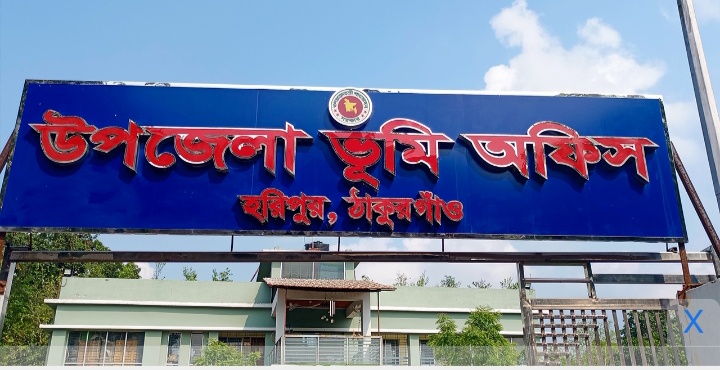 উপজেলা ভূমি অফিস
হরিপুর, ঠাকুরগাঁও
X